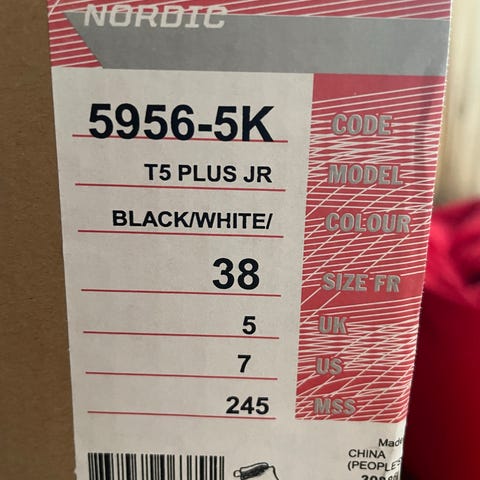 NORDIC
5956-5K CODE
T5 PLUS JR MODEL
BLACK/WHITE/ COLOUR
38 SIZE FR
5 UK
7 US
245 MSS
Made
CHINA
(PEOPLE'S